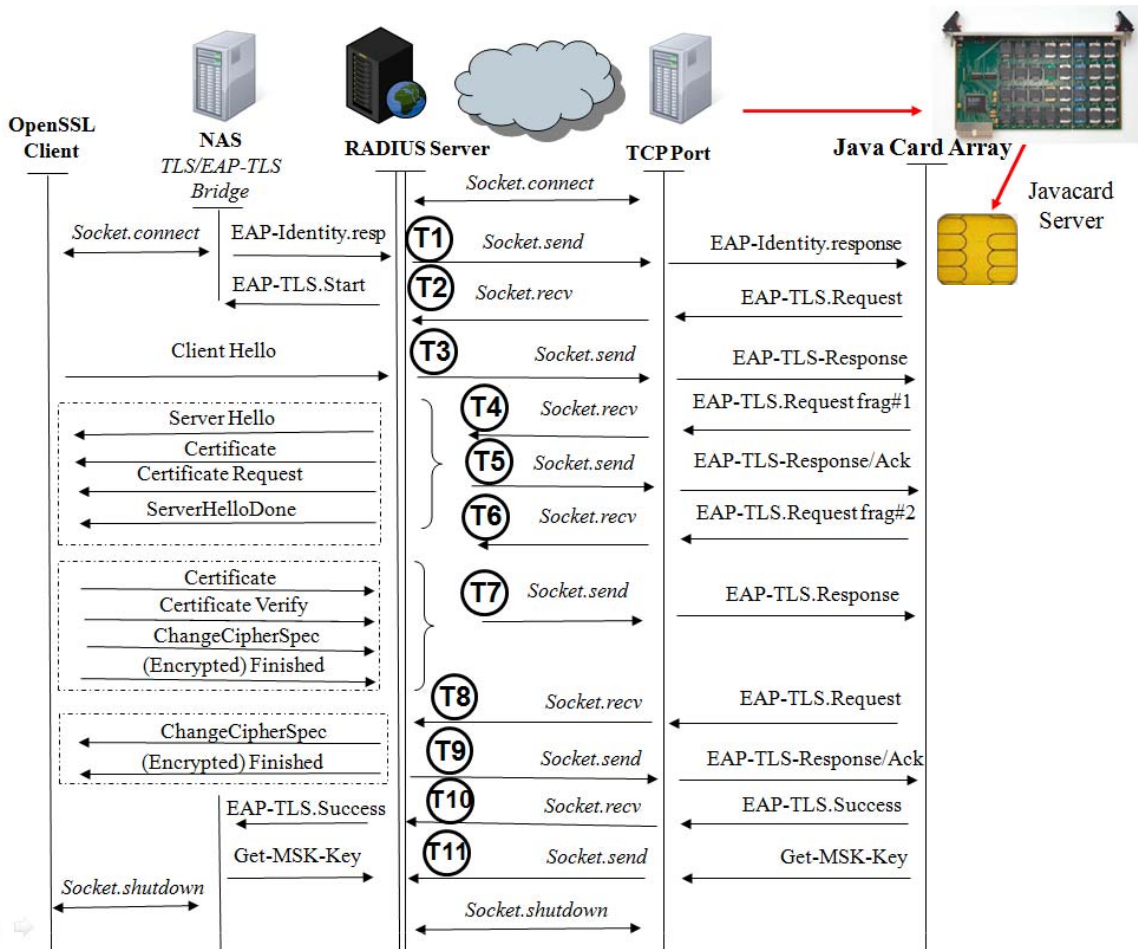 OpenSSL
Client
NAS
TLS/EAP-TLS
Bridge
RADIUS Server
TCP Port
Java Card Array
Javacard
Server
Socket.connect
Socket.connect
EAP-Identity.resp
T1
Socket.send
EAP-Identity.response
EAP-TLS.Start
T2
Socket.recv
EAP-TLS.Request
Client Hello
T3
Socket.send
EAP-TLS-Response
Server Hello
T4
Socket.recv
EAP-TLS.Request frag#1
Certificate
Certificate Request
T5
Socket.send
EAP-TLS-Response/Ack
ServerHelloDone
T6
Socket.recv
EAP-TLS.Request frag#2
Certificate
Certificate Verify
ChangeCipherSpec
(Encrypted) Finished
T7
Socket.send
EAP-TLS.Response
T8
Socket.recv
EAP-TLS.Request
ChangeCipherSpec
(Encrypted) Finished
T9
Socket.send
EAP-TLS-Response/Ack
EAP-TLS.Success
T10
Socket.recv
EAP-TLS.Success
Get-MSK-Key
T11
Socket.send
Get-MSK-Key
Socket.shutdown
Socket.shutdown